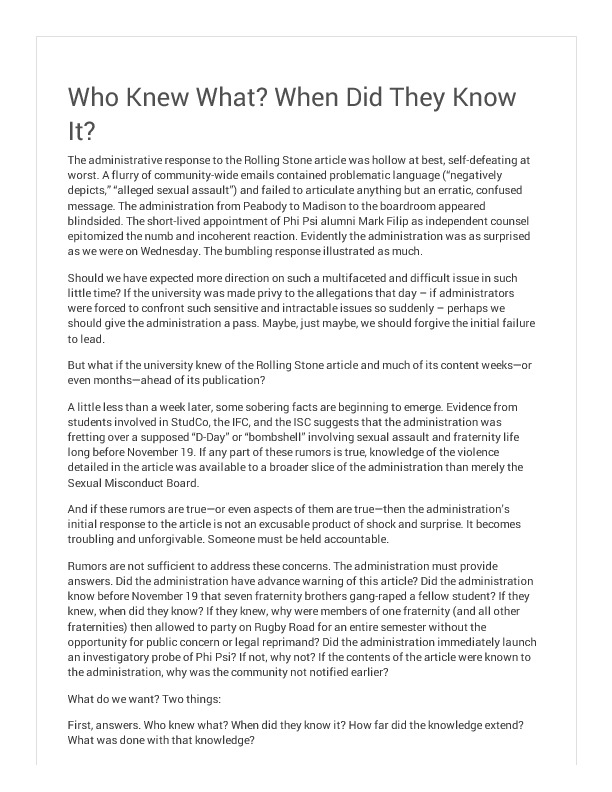 Who Knew What? When Did They Know
It?
The administrative response to the Rolling Stone article was hollow at best, self-defeating at
worst. A flurry of community-wide emails contained problematic language (“negatively
depicts,” “alleged sexual assault”) and failed to articulate anything but an erratic, confused
message. The administration from Peabody to Madison to the boardroom appeared
blindsided. The short-lived appointment of Phi Psi alumni Mark Filip as independent counsel
epitomized the numb and incoherent reaction. Evidently the administration was as surprised
as we were on Wednesday. The bumbling response illustrated as much.
Should we have expected more direction on such a multifaceted and difficult issue in such
little time? If the university was made privy to the allegations that day – if administrators
were forced to confront such sensitive and intractable issues so suddenly – perhaps we
should give the administration a pass. Maybe, just maybe, we should forgive the initial failure
to lead.
But what if the university knew of the Rolling Stone article and much of its content weeks—or
even months—ahead of its publication?
A little less than a week later, some sobering facts are beginning to emerge. Evidence from
students involved in StudCo, the IFC, and the ISC suggests that the administration was
fretting over a supposed “D-Day” or “bombshell” involving sexual assault and fraternity life
long before November 19. If any part of these rumors is true, knowledge of the violence
detailed in the article was available to a broader slice of the administration than merely the
Sexual Misconduct Board.
And if these rumors are true—or even aspects of them are true—then the administration’s
initial response to the article is not an excusable product of shock and surprise. It becomes
troubling and unforgivable. Someone must be held accountable.
Rumors are not sufficient to address these concerns. The administration must provide
answers. Did the administration have advance warning of this article? Did the administration
know before November 19 that seven fraternity brothers gang-raped a fellow student? If they
knew, when did they know? If they knew, why were members of one fraternity (and all other
fraternities) then allowed to party on Rugby Road for an entire semester without the
opportunity for public concern or legal reprimand? Did the administration immediately launch
an investigatory probe of Phi Psi? If not, why not? If the contents of the article were known to
the administration, why was the community not notified earlier?
What do we want? Two things:
First, answers. Who knew what? When did they know it? How far did the knowledge extend?
What was done with that knowledge?